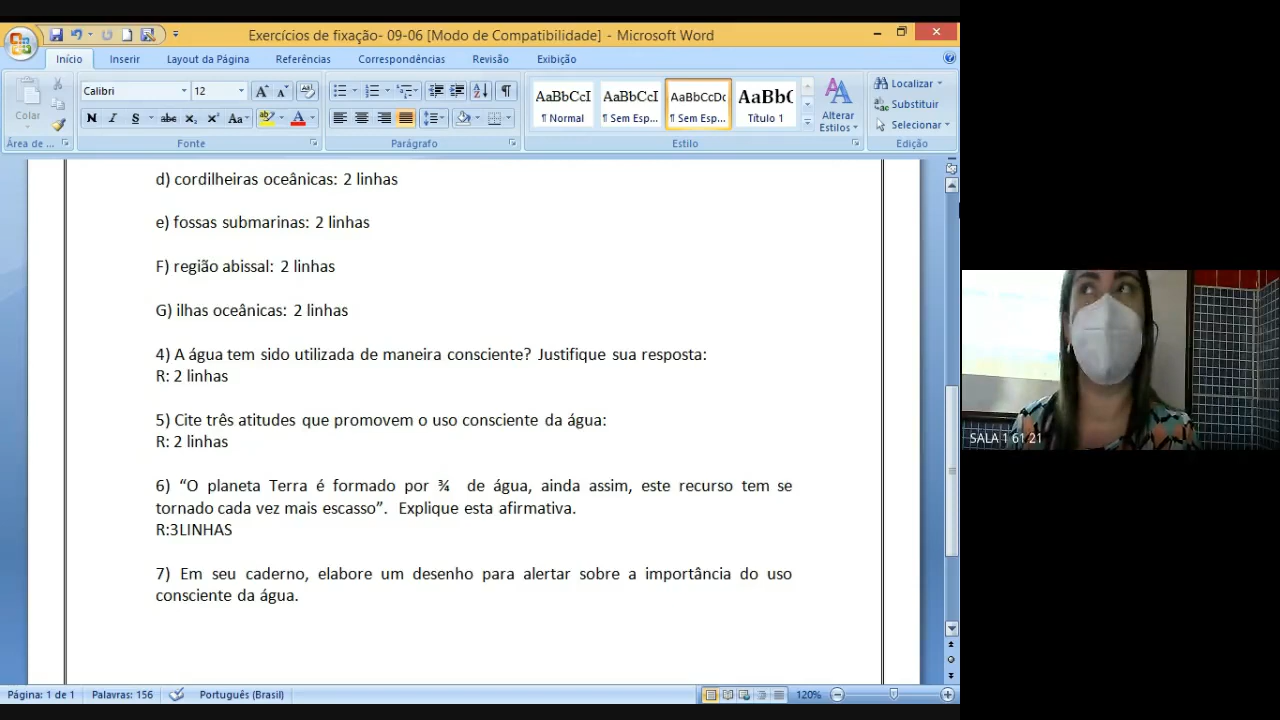 Exercícios de fixação- 09-06 [Modo de Compatibilidade] - Microsoft Word
Início Inserir Layout da Página Referências Correspondências Revisão Exibição
Colar
Calibri 12
AaBbCcI AaBbCcI AaBbCcDc AaBbC
¶ Normal ¶ Sem Esp... ¶ Sem Esp... Título 1
Alterar Estilos
Localizar
Substituir
Selecionar
Área de ... Fonte Parágrafo Estilo Edição
d) cordilheiras oceânicas: 2 linhas
e) fossas submarinas: 2 linhas
F) região abissal: 2 linhas
G) ilhas oceânicas: 2 linhas
4) A água tem sido utilizada de maneira consciente? Justifique sua resposta:
R: 2 linhas
5) Cite três atitudes que promovem o uso consciente da água:
R: 2 linhas
6) “O planeta Terra é formado por ¾ de água, ainda assim, este recurso tem se
tornado cada vez mais escasso”. Explique esta afirmativa.
R:3LINHAS
7) Em seu caderno, elabore um desenho para alertar sobre a importância do uso
consciente da água.
SALA 1 61 21
Página: 1 de 1 Palavras: 156 Português (Brasil) 120%